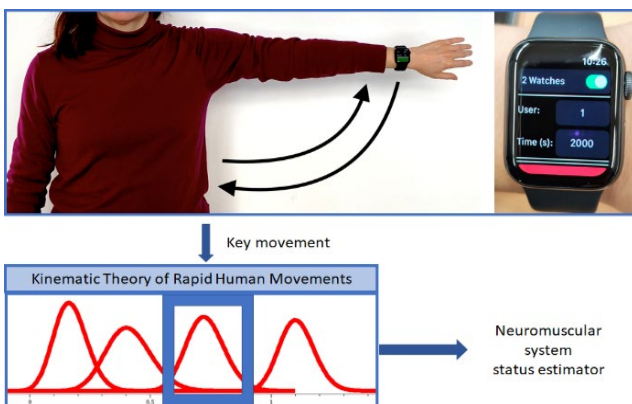 10:26
2 Watches
User: 1
Time (s): 2000
Key movement
Kinematic Theory of Rapid Human Movements
Neuromuscular
system
status estimator
0
0.5
1